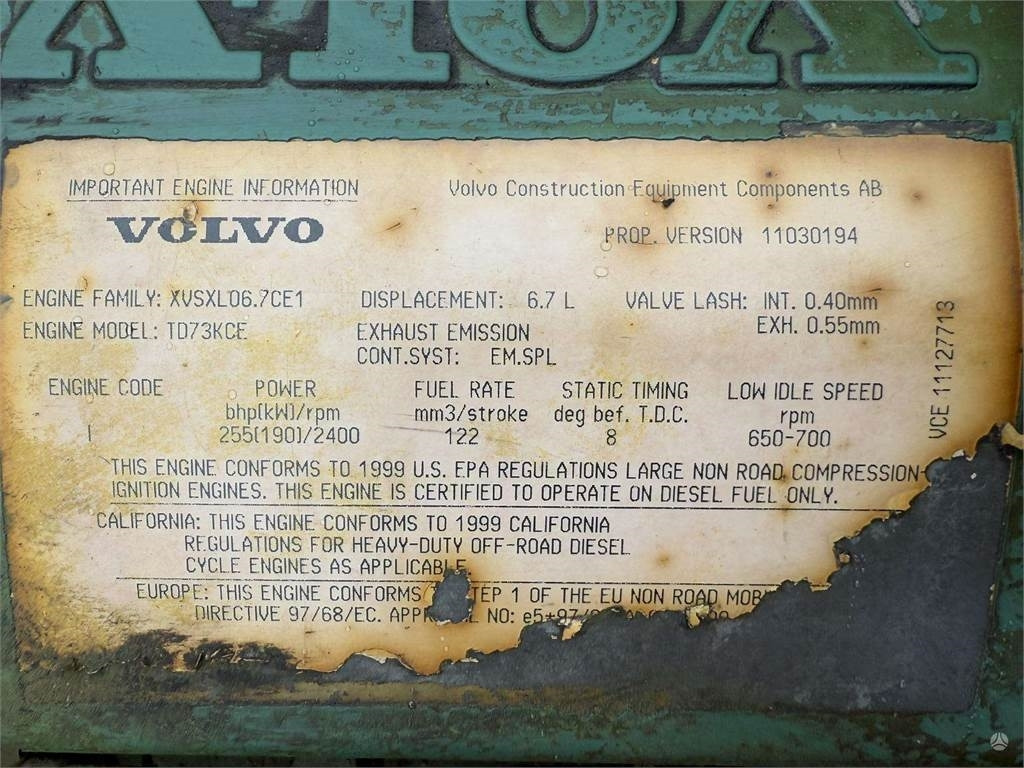 IMPORTANT ENGINE INFORMATION Volvo Construction Equipment Components AB
VOLVO
PROP. VERSION 11030194
ENGINE FAMILY: XVSXL06.7CE1 DISPLACEMENT: 6.7 L VALVE LASH: INT. 0.40mm
ENGINE MODEL: TD73KCE EXHAUST EMISSION EXH. 0.55mm
CONT.SYST: EM.SPL
ENGINE CODE POWER FUEL RATE STATIC TIMING LOW IDLE SPEED
bhp(kW)/rpm mm3/stroke deg bef. T.D.C. rpm
255(190)/2400 122 8 650-700
THIS ENGINE CONFORMS TO 1999 U.S. EPA REGULATIONS LARGE NON ROAD COMPRESSION-
IGNITION ENGINES. THIS ENGINE IS CERTIFIED TO OPERATE ON DIESEL FUEL ONLY.
CALIFORNIA: THIS ENGINE CONFORMS TO 1999 CALIFORNIA
REGULATIONS FOR HEAVY-DUTY OFF-ROAD DIESEL
CYCLE ENGINES AS APPLICABLE.
EUROPE: THIS ENGINE CONFORMS 1 OF THE EU NON ROAD
DIRECTIVE 97/68/EC. NO:
VCE 11127713